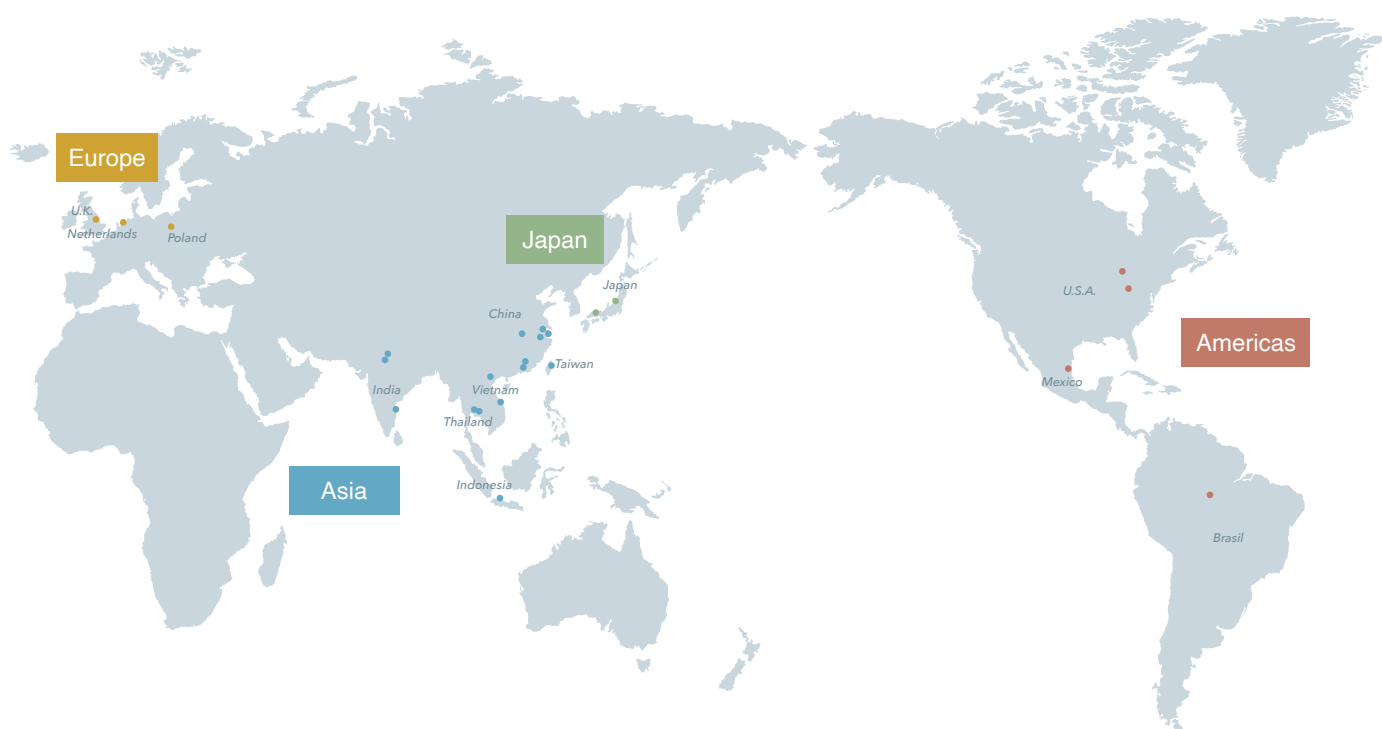 Europe
U.K.
Netherlands
Poland
Japan
Japan
China
Taiwan
India
Vietnam
Thailand
Asia
Indonesia
U.S.A.
Americas
Mexico
Brasil